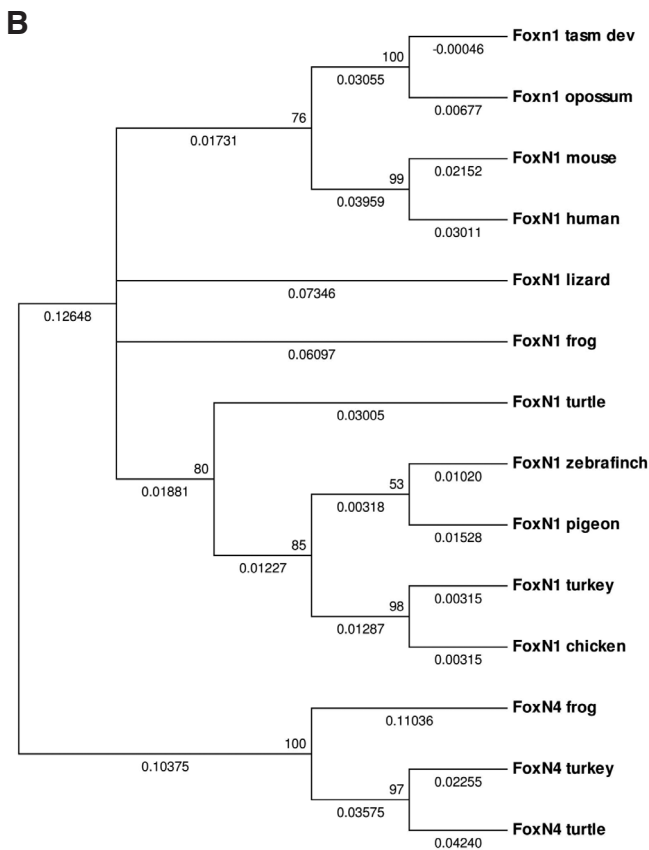 B
Foxn1 tasm dev
-0.00046
100
0.03055
Foxn1 opossum
0.00677
76
0.01731
FoxN1 mouse
0.02152
99
0.03959
FoxN1 human
0.03011
FoxN1 lizard
0.07346
0.12648
FoxN1 frog
0.06097
FoxN1 turtle
0.03005
80
0.01881
FoxN1 zebrafinch
0.01020
53
0.00318
FoxN1 pigeon
0.01528
85
0.01227
FoxN1 turkey
0.00315
98
0.01287
FoxN1 chicken
0.00315
FoxN4 frog
0.11036
100
0.10375
FoxN4 turkey
0.02255
97
0.03575
FoxN4 turtle
0.04240